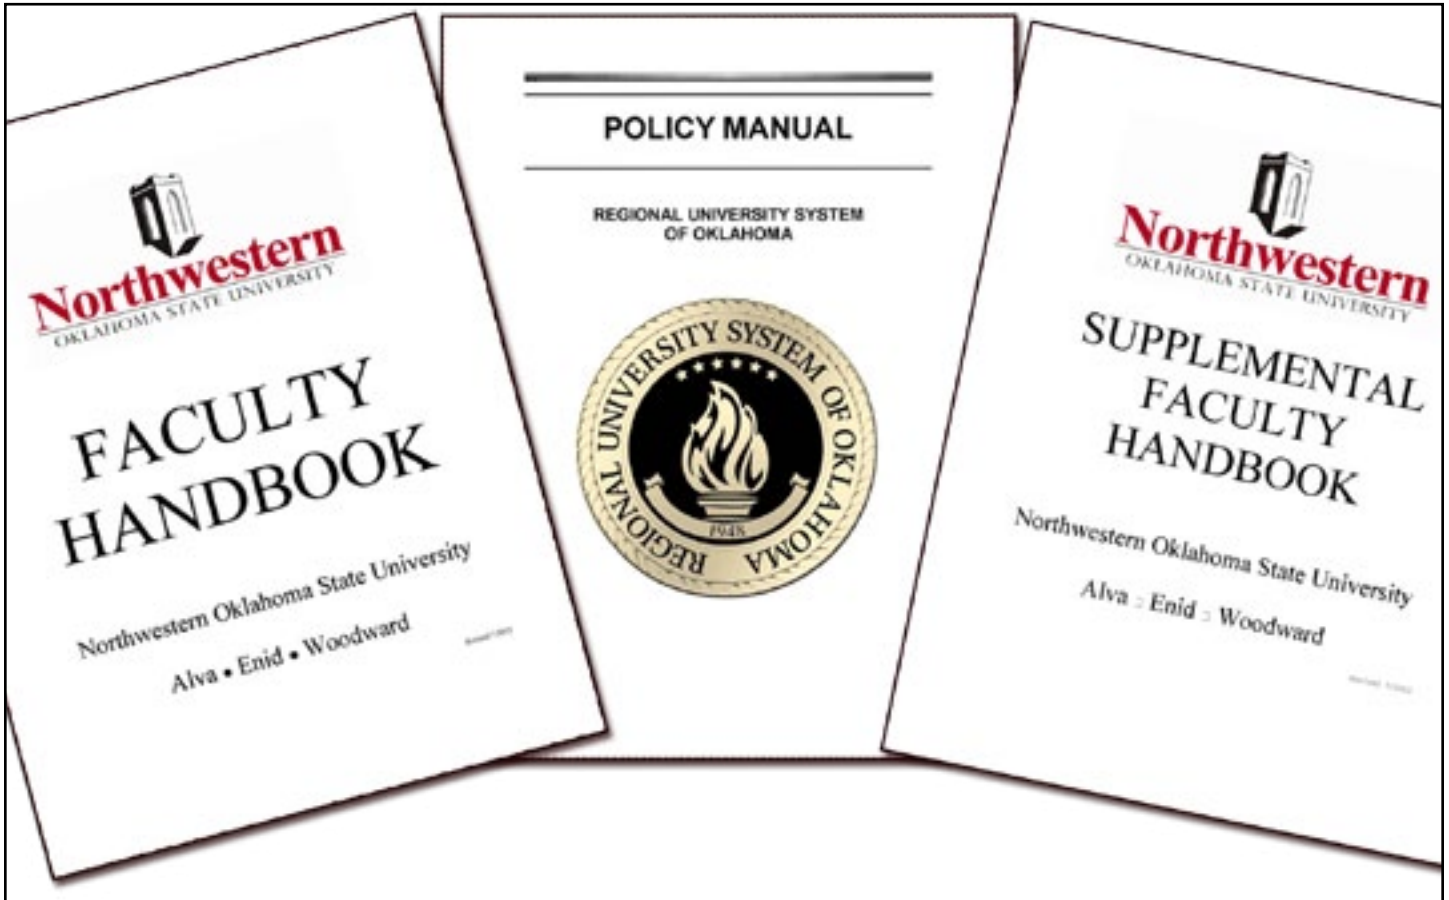 Northwestern
OKLAHOMA STATE UNIVERSITY
FACULTY
HANDBOOK
Northwestern Oklahoma State University
Alva • Enid • Woodward
POLICY MANUAL
REGIONAL UNIVERSITY SYSTEM
OF OKLAHOMA
REGIONAL UNIVERSITY SYSTEM OF OKLAHOMA
1948
Northwestern
OKLAHOMA STATE UNIVERSITY
SUPPLEMENTAL
FACULTY
HANDBOOK
Northwestern Oklahoma State University
Alva Enid Woodward